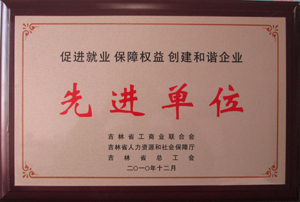 促进就业 保障权益 创建和谐企业
先进单位
吉林省工商业联合会
吉林省人力资源和社会保障厅
吉林省总工会
二〇一〇年十二月